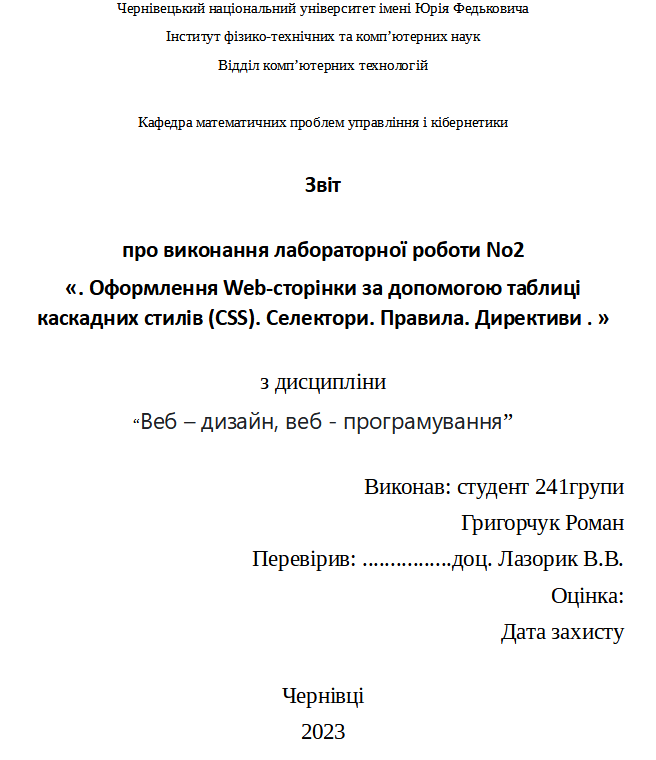 Чернівецький національний університет імені Юрія Федьковича
Інститут фізико-технічних та комп’ютерних наук
Відділ комп’ютерних технологій
Кафедра математичних проблем управління і кібернетики
Звіт
про виконання лабораторної роботи No2
«. Оформлення Web-сторінки за допомогою таблиці
каскадних стилів (CSS). Селектори. Правила. Директиви . »
з дисципліни
“Веб – дизайн, веб - програмування”
Виконав: студент 241групи
Григорчук Роман
Перевірив: ................доц. Лазорик В.В.
Оцінка:
Дата захисту
Чернівці
2023